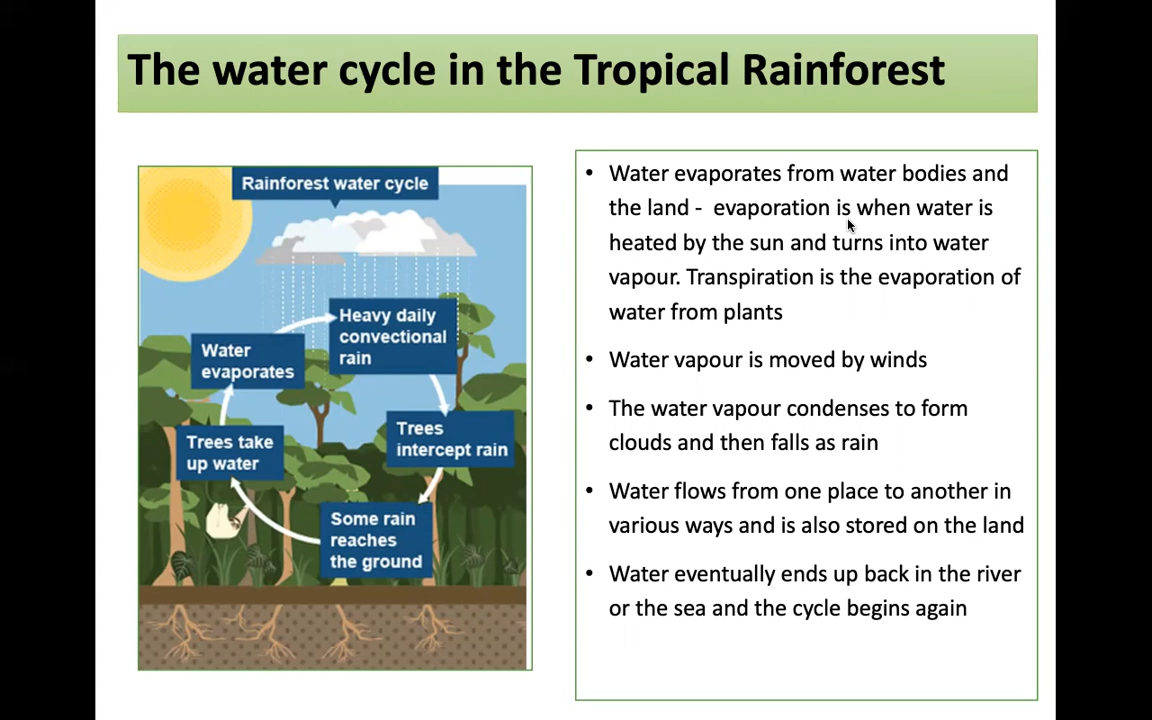 The water cycle in the Tropical Rainforest
Rainforest water cycle
Heavy daily
convectional
rain
Water
evaporates
Trees
intercept rain
Trees take
up water
Some rain
reaches
the ground
• Water evaporates from water bodies and
the land - evaporation is when water is
heated by the sun and turns into water
vapour. Transpiration is the evaporation of
water from plants
• Water vapour is moved by winds
• The water vapour condenses to form
clouds and then falls as rain
• Water flows from one place to another in
various ways and is also stored on the land
• Water eventually ends up back in the river
or the sea and the cycle begins again